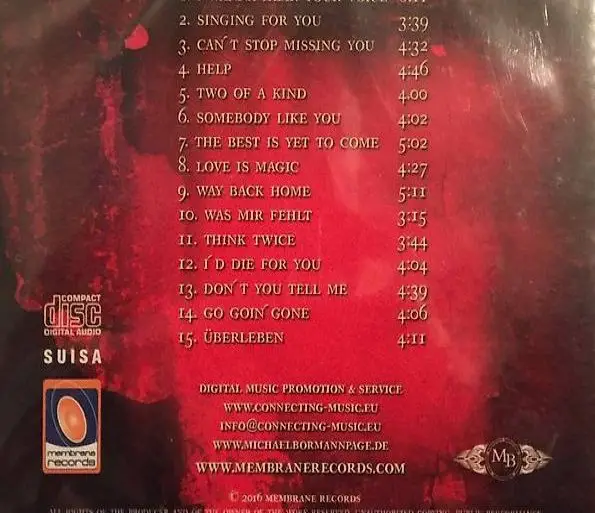 2. SINGING FOR YOU 3:39
3. CAN´T STOP MISSING YOU 4:32
4. HELP 4:46
5. TWO OF A KIND 4.00
6. SOMEBODY LIKE YOU 4:02
7. THE BEST IS YET TO COME 5:02
8. LOVE IS MAGIC 4:27
9. WAY BACK HOME 5:11
10. WAS MIR FEHLT 3:15
11. THINK TWICE 3:44
12. I´D DIE FOR YOU 4:04
13. DON´T YOU TELL ME 4:39
14. GO GOIN´ GONE 4:06
15. ÜBERLEBEN 4:11
COMPACT
disc
DIGITAL AUDIO
SUISA
membrane
records
DIGITAL MUSIC PROMOTION & SERVICE
WWW.CONNECTING-MUSIC.EU
INFO@CONNECTING-MUSIC.EU
WWW.MICHAELBORMANNPAGE.DE
WWW.MEMBRANERECORDS.COM
MB
© 2016 MEMBRANE RECORDS